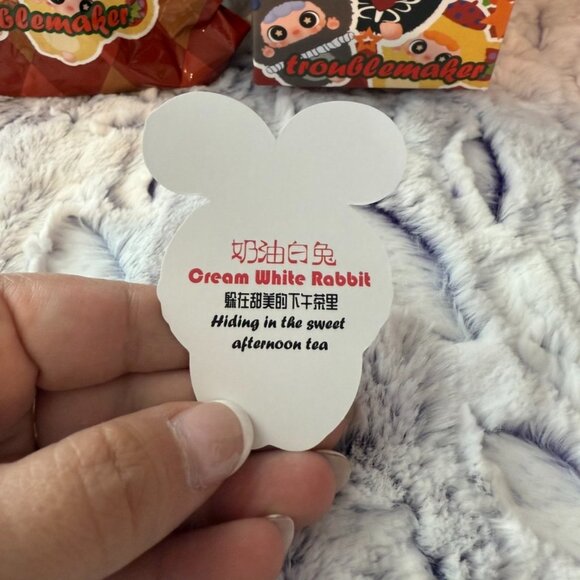 troublemaker
troublemaker
奶油白兔
Cream White Rabbit
躲在甜美的下午茶里
Hiding in the sweet
afternoon tea